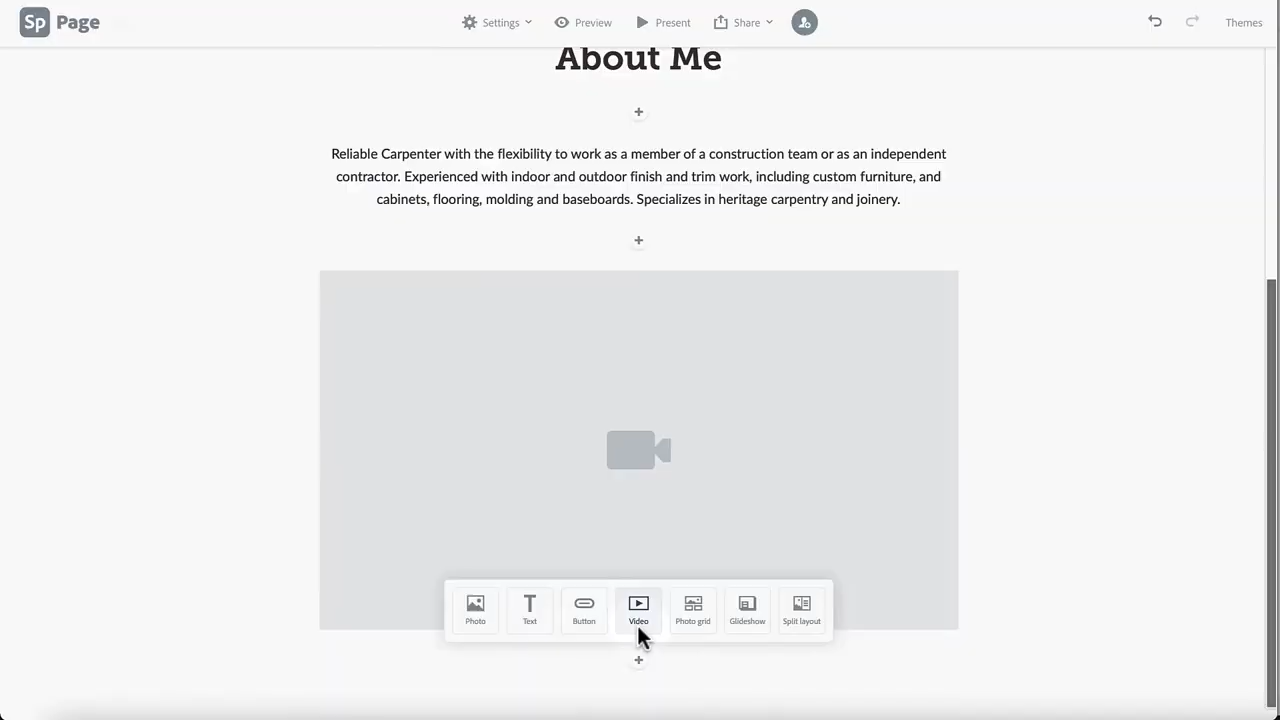 Sp Page
Settings
Preview
Present
Share
Themes
About Me
Reliable Carpenter with the flexibility to work as a member of a construction team or as an independent
contractor. Experienced with indoor and outdoor finish and trim work, including custom furniture, and
cabinets, flooring, molding and baseboards. Specializes in heritage carpentry and joinery.
Photo
Text
Button
Video
Photo grid
Glideshow
Split layout